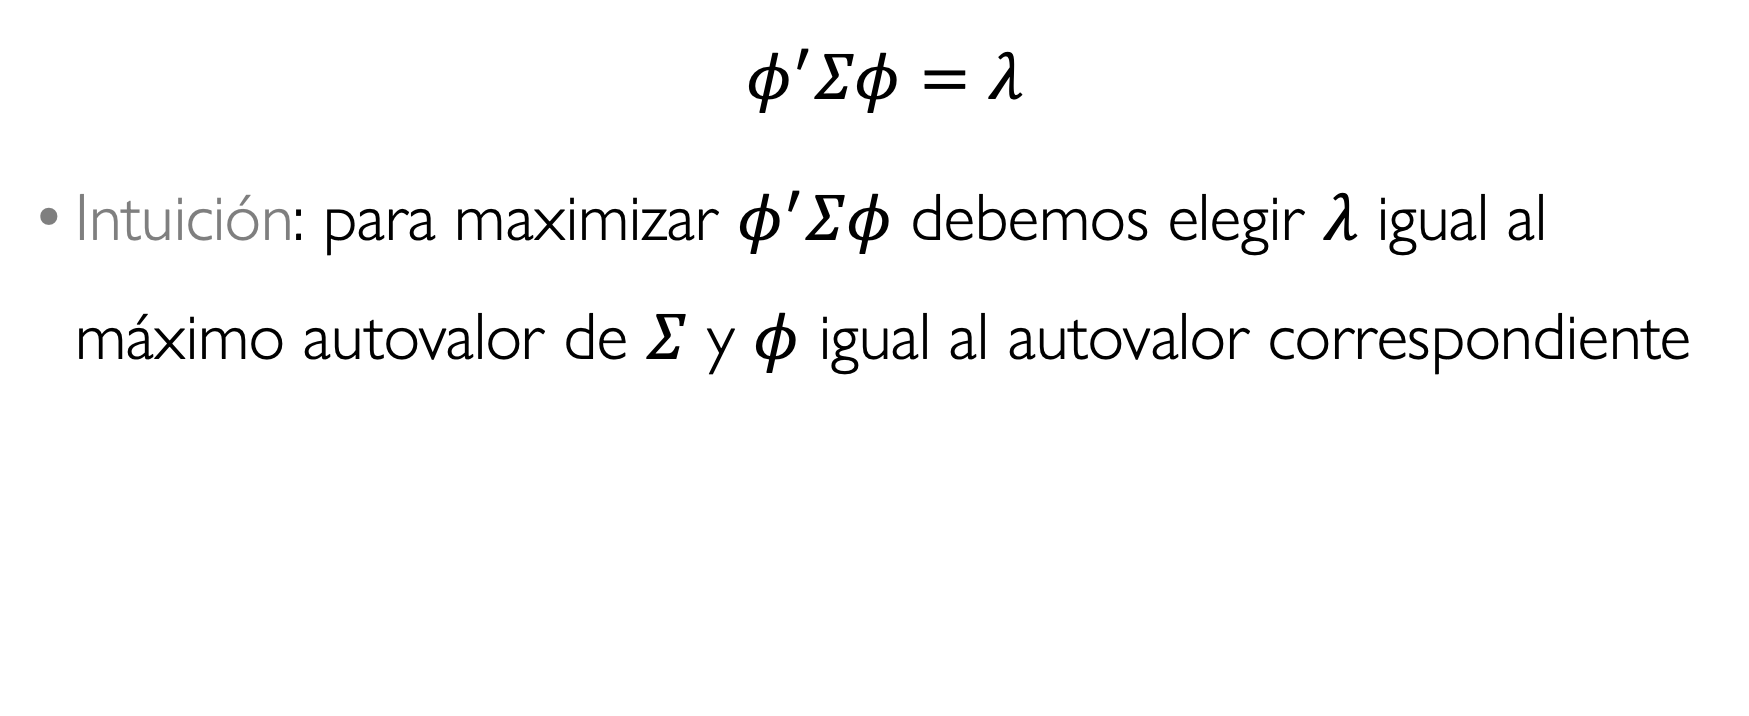 ϕ′Σϕ = λ
• Intuición: para maximizar ϕ′Σϕ debemos elegir λ igual al
máximo autovalor de Σ y ϕ igual al autovalor correspondiente